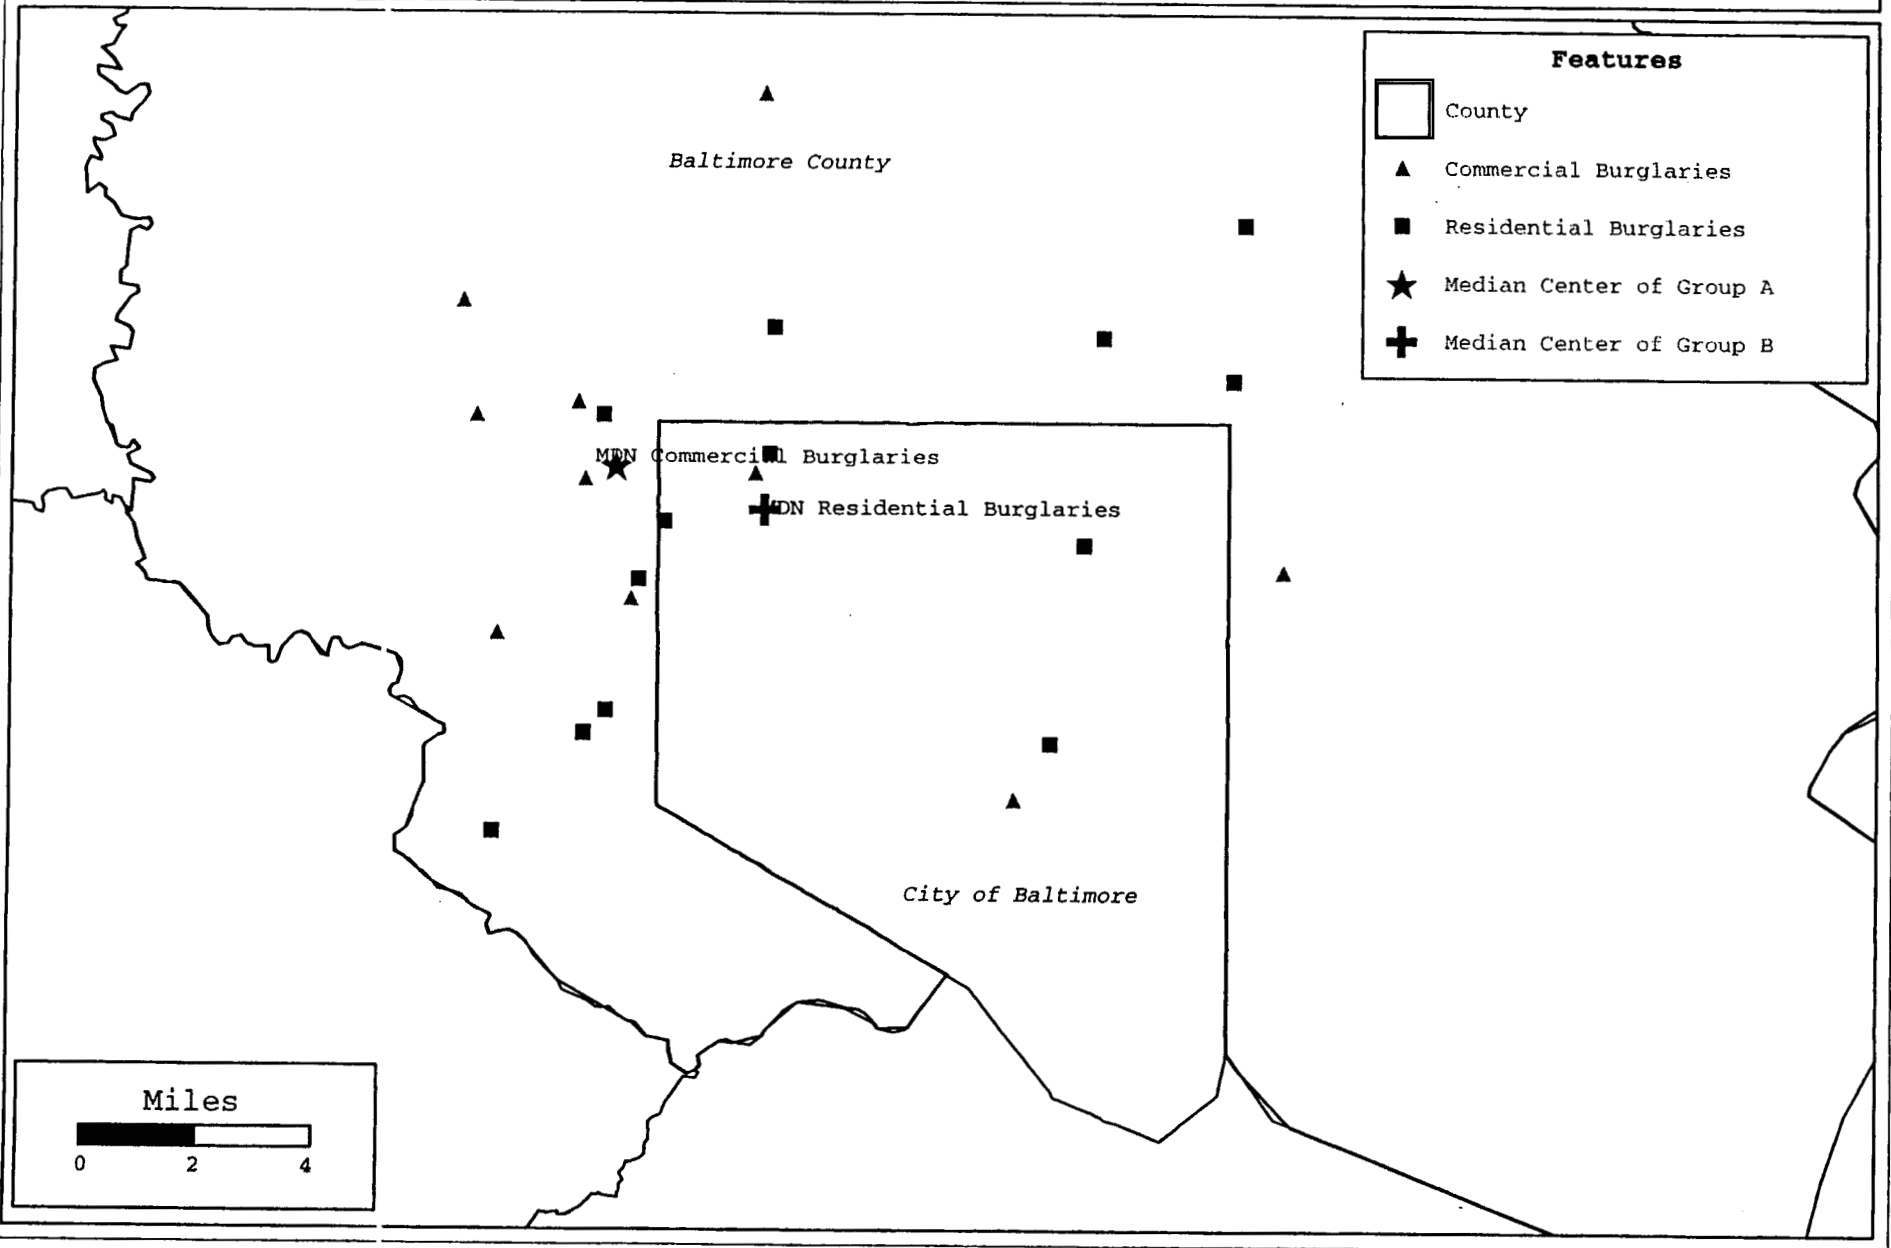 Features
County
Commercial Burglaries
Residential Burglaries
Median Center of Group A
Median Center of Group B
Baltimore County
MDN Commercial Burglaries
MDN Residential Burglaries
City of Baltimore
Miles
0 2 4